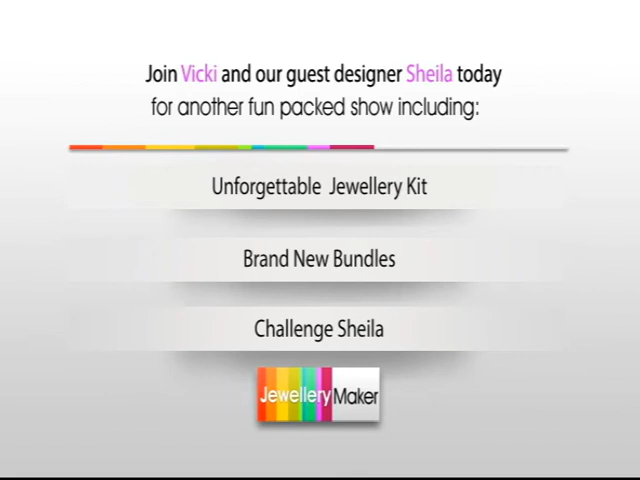 Join Vicki and our guest designer Sheila today
for another fun packed show including:
Unforgettable Jewellery Kit
Brand New Bundles
Challenge Sheila
JewelleryMaker